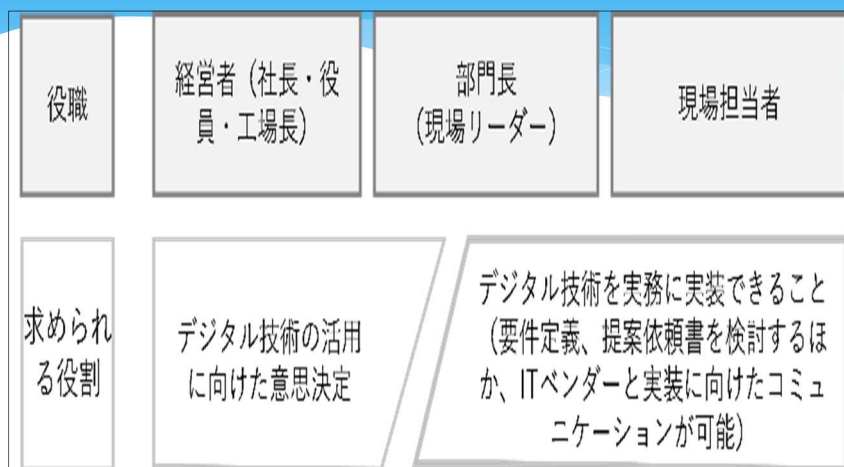 役職
経営者（社長・役
員・工場長）
部門長
（現場リーダー）
現場担当者
求められ
る役割
デジタル技術の活用
に向けた意思決定
デジタル技術を実務に実装できること
（要件定義、提案依頼書を検討するほ
か、ITベンダーと実装に向けたコミュ
ニケーションが可能）